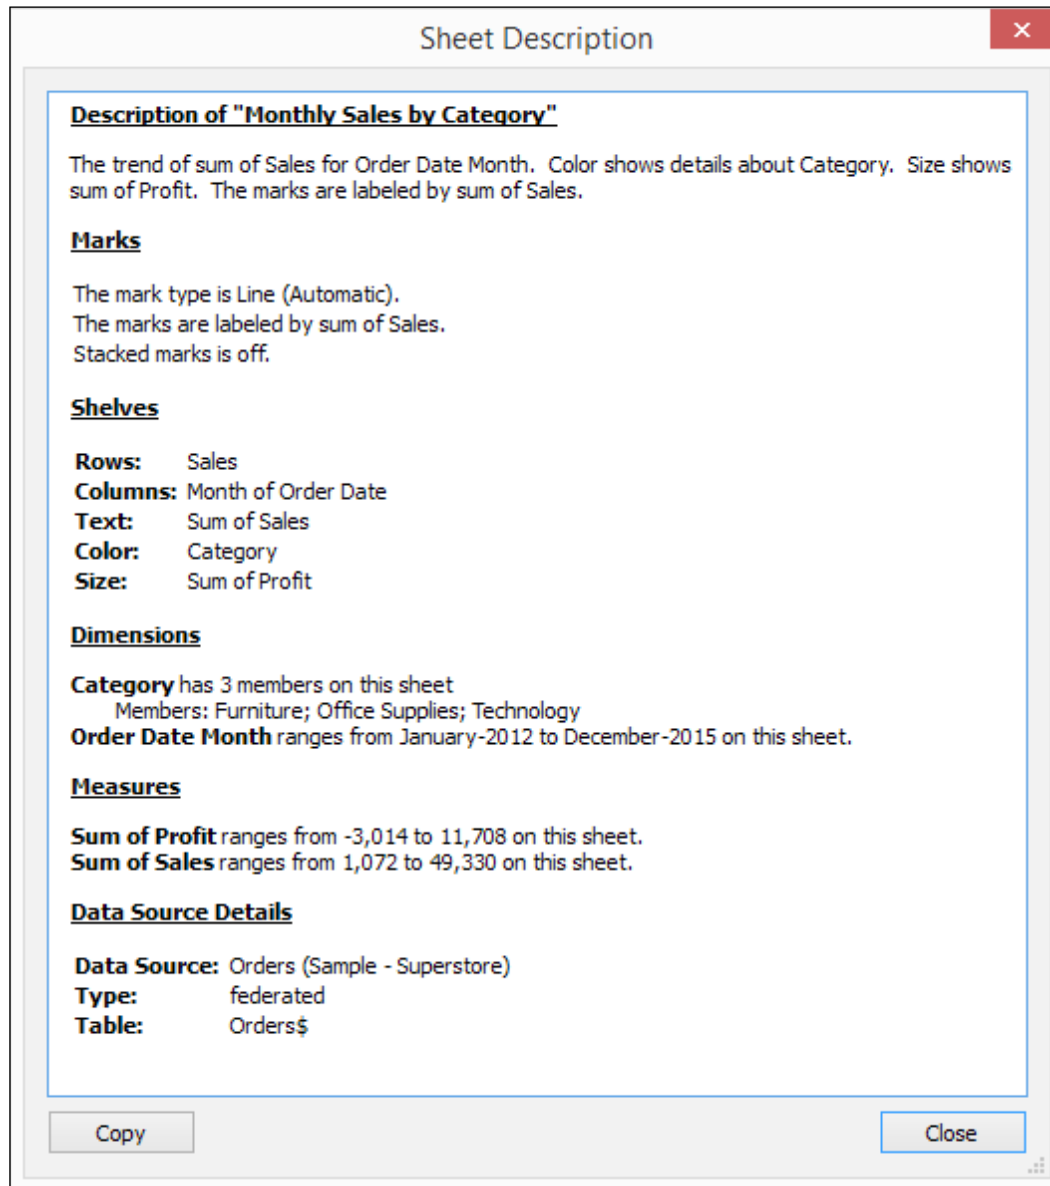 Sheet Description
Description of "Monthly Sales by Category"
The trend of sum of Sales for Order Date Month.  Color shows details about Category.  Size shows
sum of Profit.  The marks are labeled by sum of Sales.
Marks
The mark type is Line (Automatic).
The marks are labeled by sum of Sales.
Stacked marks is off.
Shelves
Rows: Sales
Columns: Month of Order Date
Text: Sum of Sales
Color: Category
Size: Sum of Profit
Dimensions
Category has 3 members on this sheet
Members: Furniture; Office Supplies; Technology
Order Date Month ranges from January-2012 to December-2015 on this sheet.
Measures
Sum of Profit ranges from -3,014 to 11,708 on this sheet.
Sum of Sales ranges from 1,072 to 49,330 on this sheet.
Data Source Details
Data Source: Orders (Sample - Superstore)
Type: federated
Table: Orders$
Copy Close